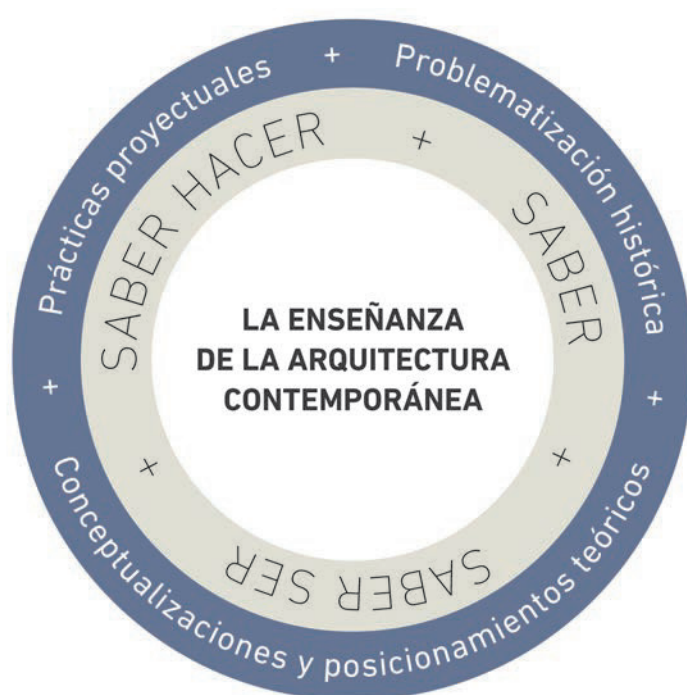 Prácticas proyectuales + Problematización histórica +
Conceptualizaciones y posicionamientos teóricos +
SABER HACER + SABER +
SABER SER +
LA ENSEÑANZA
DE LA ARQUITECTURA
CONTEMPORÁNEA